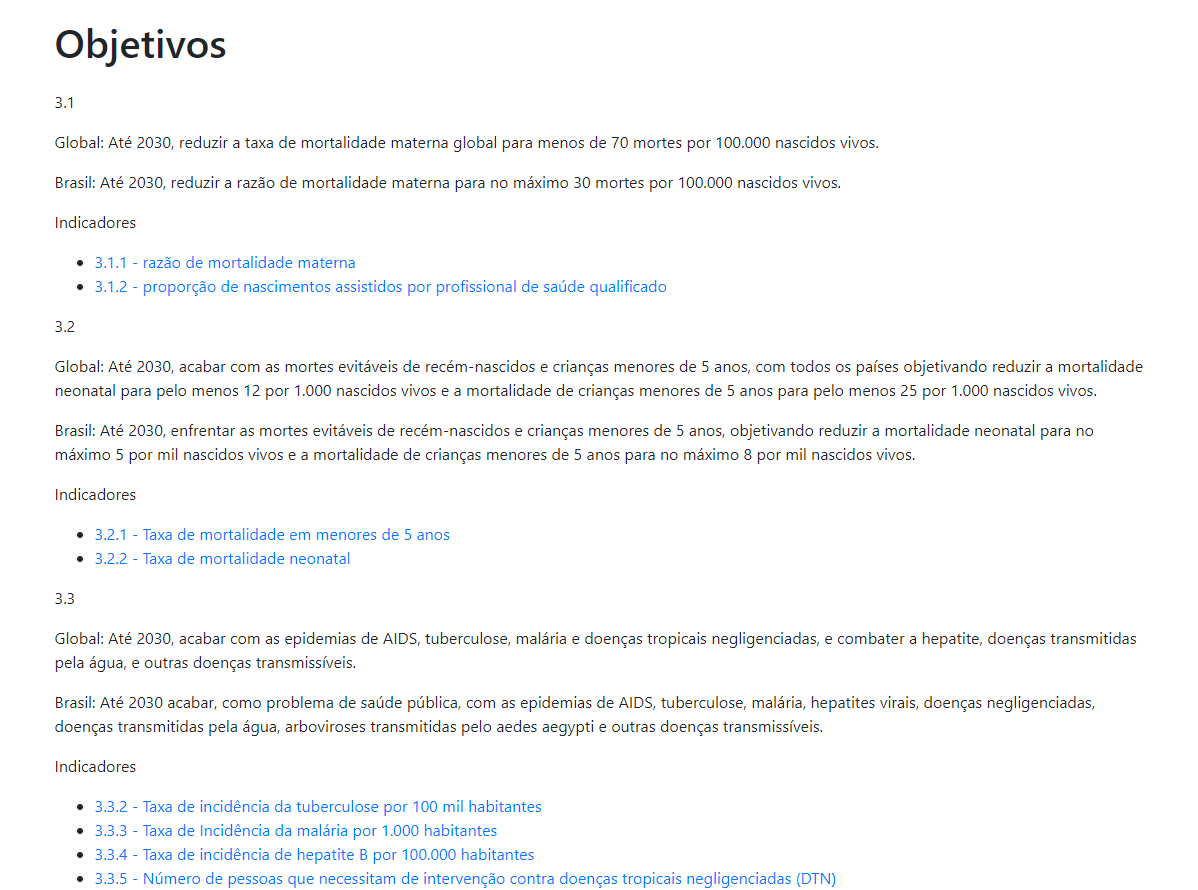 Objetivos
3.1
Global: Até 2030, reduzir a taxa de mortalidade materna global para menos de 70 mortes por 100.000 nascidos vivos.
Brasil: Até 2030, reduzir a razão de mortalidade materna para no máximo 30 mortes por 100.000 nascidos vivos.
Indicadores
• 3.1.1 - razão de mortalidade materna
• 3.1.2 - proporção de nascimentos assistidos por profissional de saúde qualificado
3.2
Global: Até 2030, acabar com as mortes evitáveis de recém-nascidos e crianças menores de 5 anos, com todos os países objetivando reduzir a mortalidade
neonatal para pelo menos 12 por 1.000 nascidos vivos e a mortalidade de crianças menores de 5 anos para pelo menos 25 por 1.000 nascidos vivos.
Brasil: Até 2030, enfrentar as mortes evitáveis de recém-nascidos e crianças menores de 5 anos, objetivando reduzir a mortalidade neonatal para no
máximo 5 por mil nascidos vivos e a mortalidade de crianças menores de 5 anos para no máximo 8 por mil nascidos vivos.
Indicadores
• 3.2.1 - Taxa de mortalidade em menores de 5 anos
• 3.2.2 - Taxa de mortalidade neonatal
3.3
Global: Até 2030, acabar com as epidemias de AIDS, tuberculose, malária e doenças tropicais negligenciadas, e combater a hepatite, doenças transmitidas
pela água, e outras doenças transmissíveis.
Brasil: Até 2030 acabar, como problema de saúde pública, com as epidemias de AIDS, tuberculose, malária, hepatites virais, doenças negligenciadas,
doenças transmitidas pela água, arboviroses transmitidas pelo aedes aegypti e outras doenças transmissíveis.
Indicadores
• 3.3.2 - Taxa de incidência da tuberculose por 100 mil habitantes
• 3.3.3 - Taxa de Incidência da malária por 1.000 habitantes
• 3.3.4 - Taxa de incidência de hepatite B por 100.000 habitantes
• 3.3.5 - Número de pessoas que necessitam de intervenção contra doenças tropicais negligenciadas (DTN)